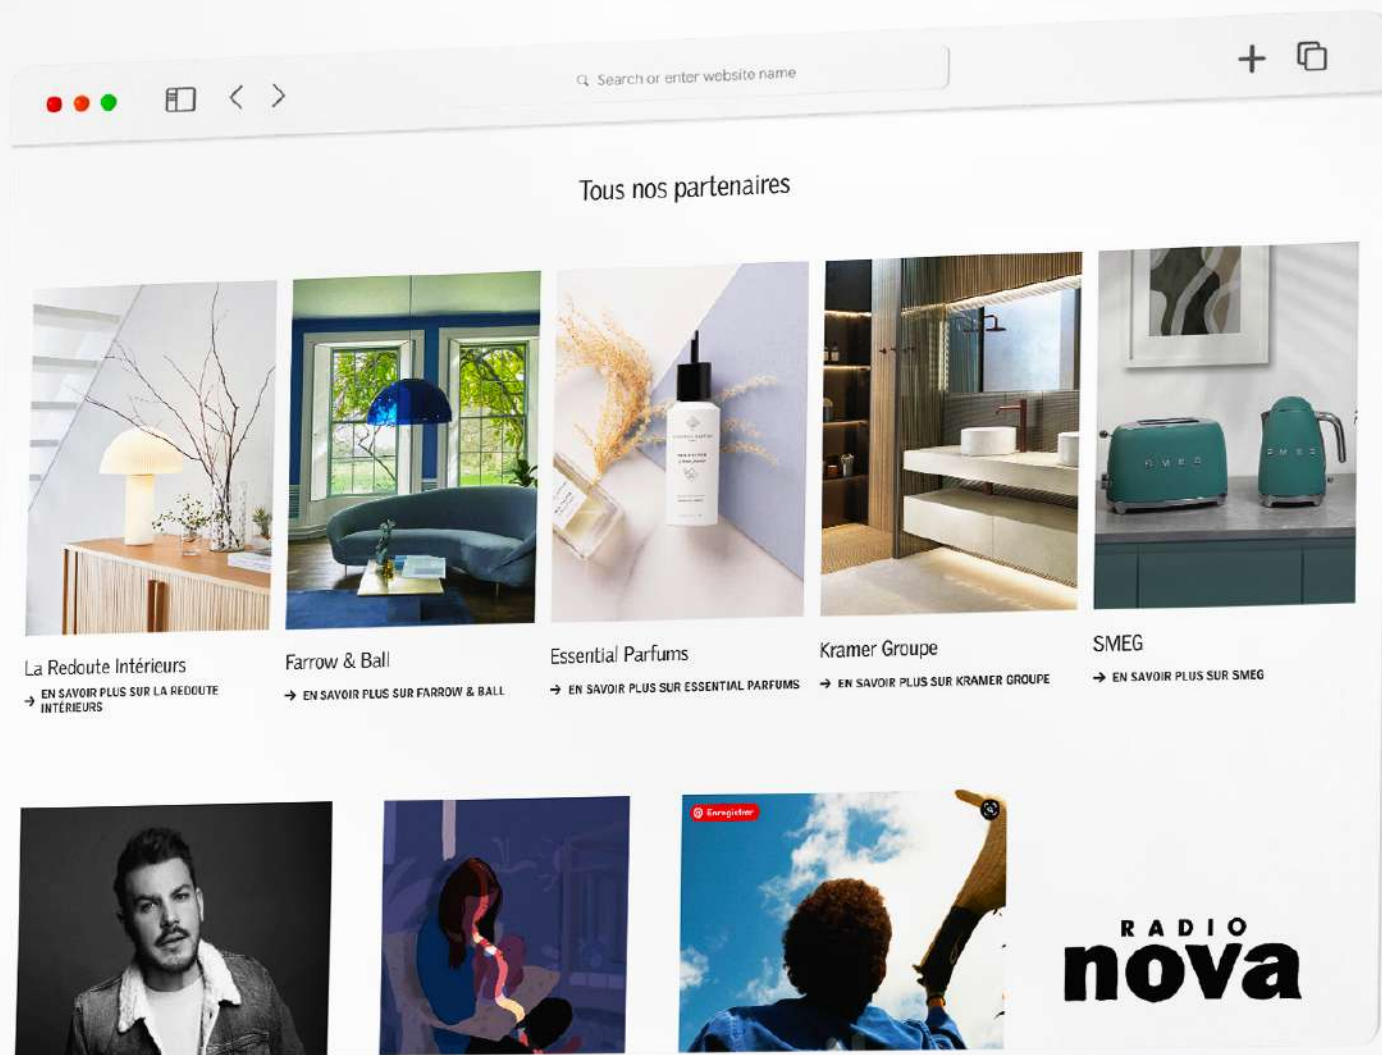 Search or enter website name
Tous nos partenaires
SMEG
SMEG
La Redoute Intérieurs
→ EN SAVOIR PLUS SUR LA REDOUTE
INTÉRIEURS
Farrow & Ball
→ EN SAVOIR PLUS SUR FARROW & BALL
Essential Parfums
→ EN SAVOIR PLUS SUR ESSENTIAL PARFUMS
Kramer Groupe
→ EN SAVOIR PLUS SUR KRAMER GROUPE
SMEG
→ EN SAVOIR PLUS SUR SMEG
Enregistrer
RADIO
nova